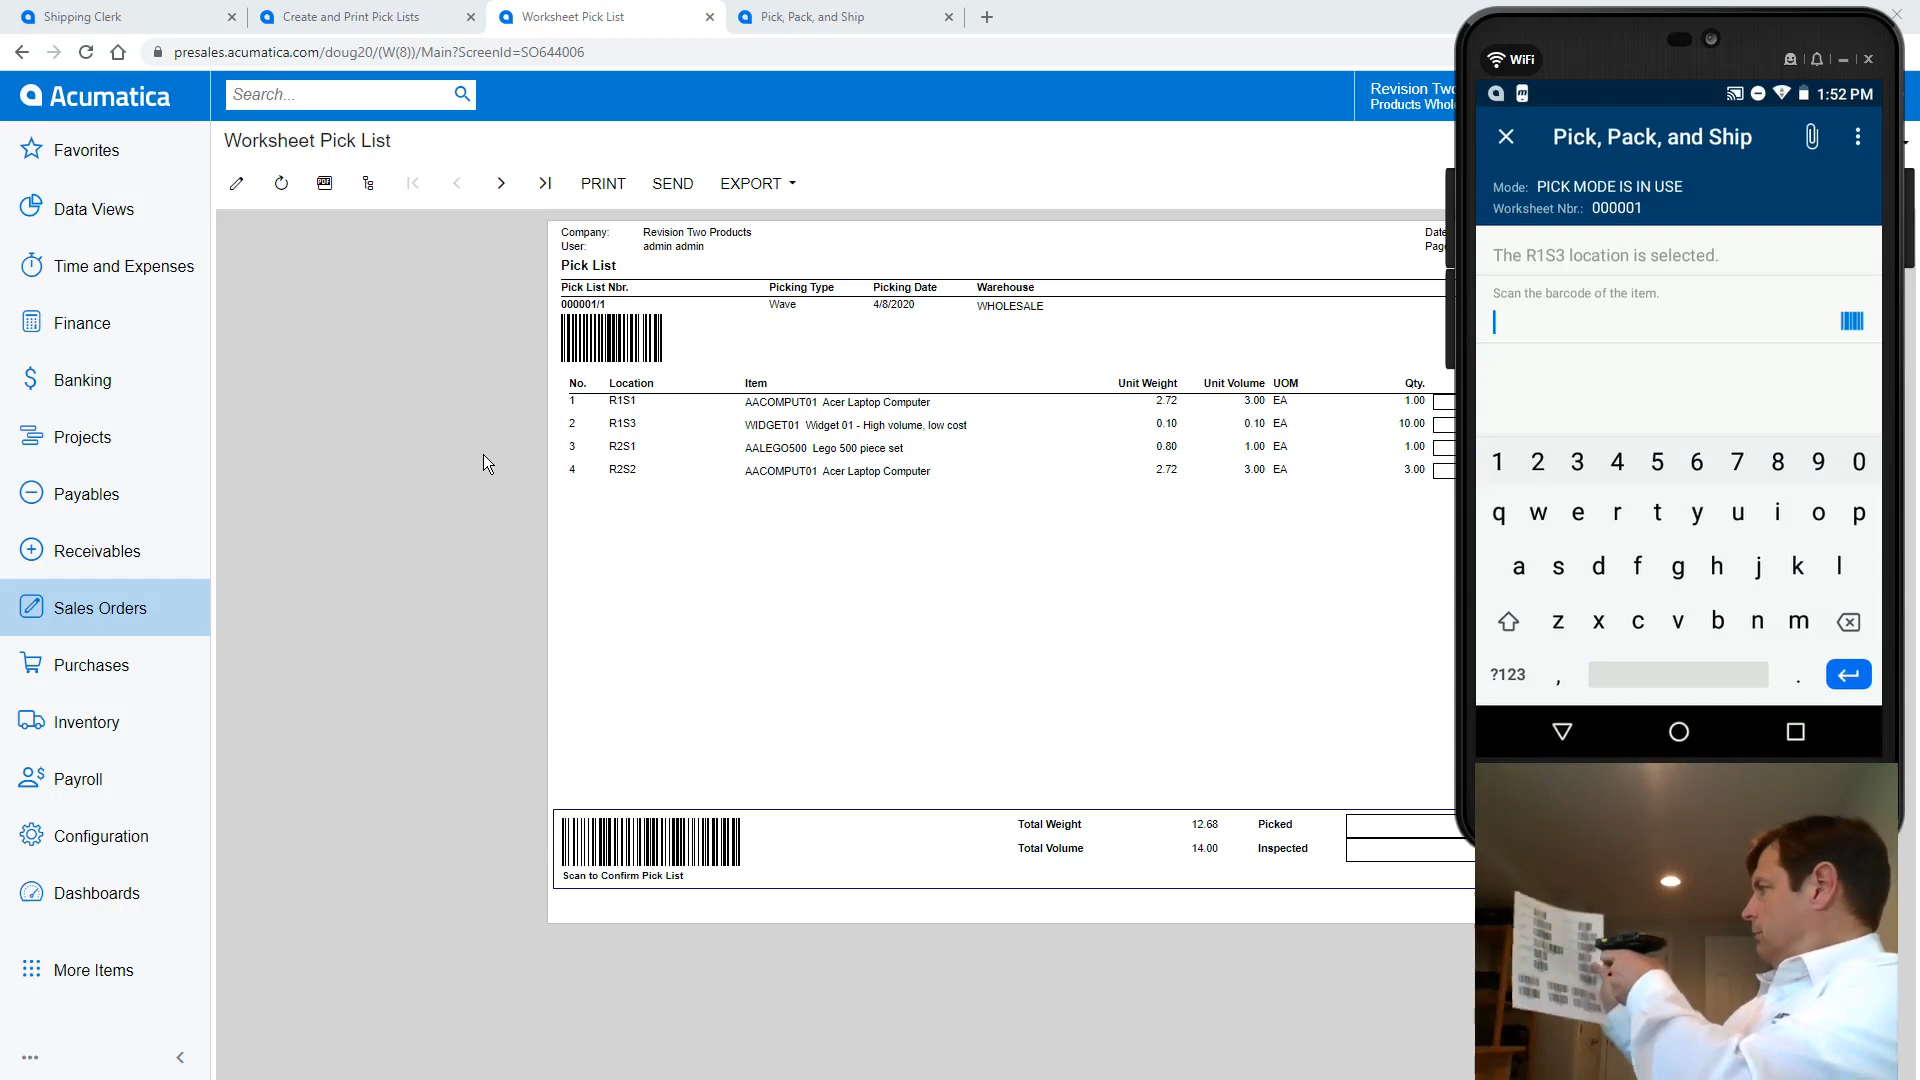 Shipping Clerk
Create and Print Pick Lists
Worksheet Pick List
Pick, Pack, and Ship
presales.acumatica.com/doug20/(W(8))/Main?ScreenId=SO644006
Acumatica
Search...
Revision Two
Products Whol
Favorites
Data Views
Time and Expenses
Finance
Banking
Projects
Payables
Receivables
Sales Orders
Purchases
Inventory
Payroll
Configuration
Dashboards
More Items
Worksheet Pick List
PDF
PRINT SEND EXPORT
Company: Revision Two Products Date
User: admin admin Pag
Pick List
Pick List Nbr. Picking Type Picking Date Warehouse
000001/1 Wave 4/8/2020 WHOLESALE
No. Location Item Unit Weight Unit Volume UOM Qty.
1 R1S1 AACOMPUT01 Acer Laptop Computer 2.72 3.00 EA 1.00
2 R1S3 WIDGET01 Widget 01 - High volume, low cost 0.10 0.10 EA 10.00
3 R2S1 AALEGO500 Lego 500 piece set 0.80 1.00 EA 1.00
4 R2S2 AACOMPUT01 Acer Laptop Computer 2.72 3.00 EA 3.00
Total Weight 12.68 Picked
Total Volume 14.00 Inspected
Scan to Confirm Pick List
WiFi
1:52 PM
Pick, Pack, and Ship
Mode: PICK MODE IS IN USE
Worksheet Nbr.: 000001
The R1S3 location is selected.
Scan the barcode of the item.
1 2 3 4 5 6 7 8 9 0
q w e r t y u i o p
a s d f g h j k l
z x c v b n m
?123 , .